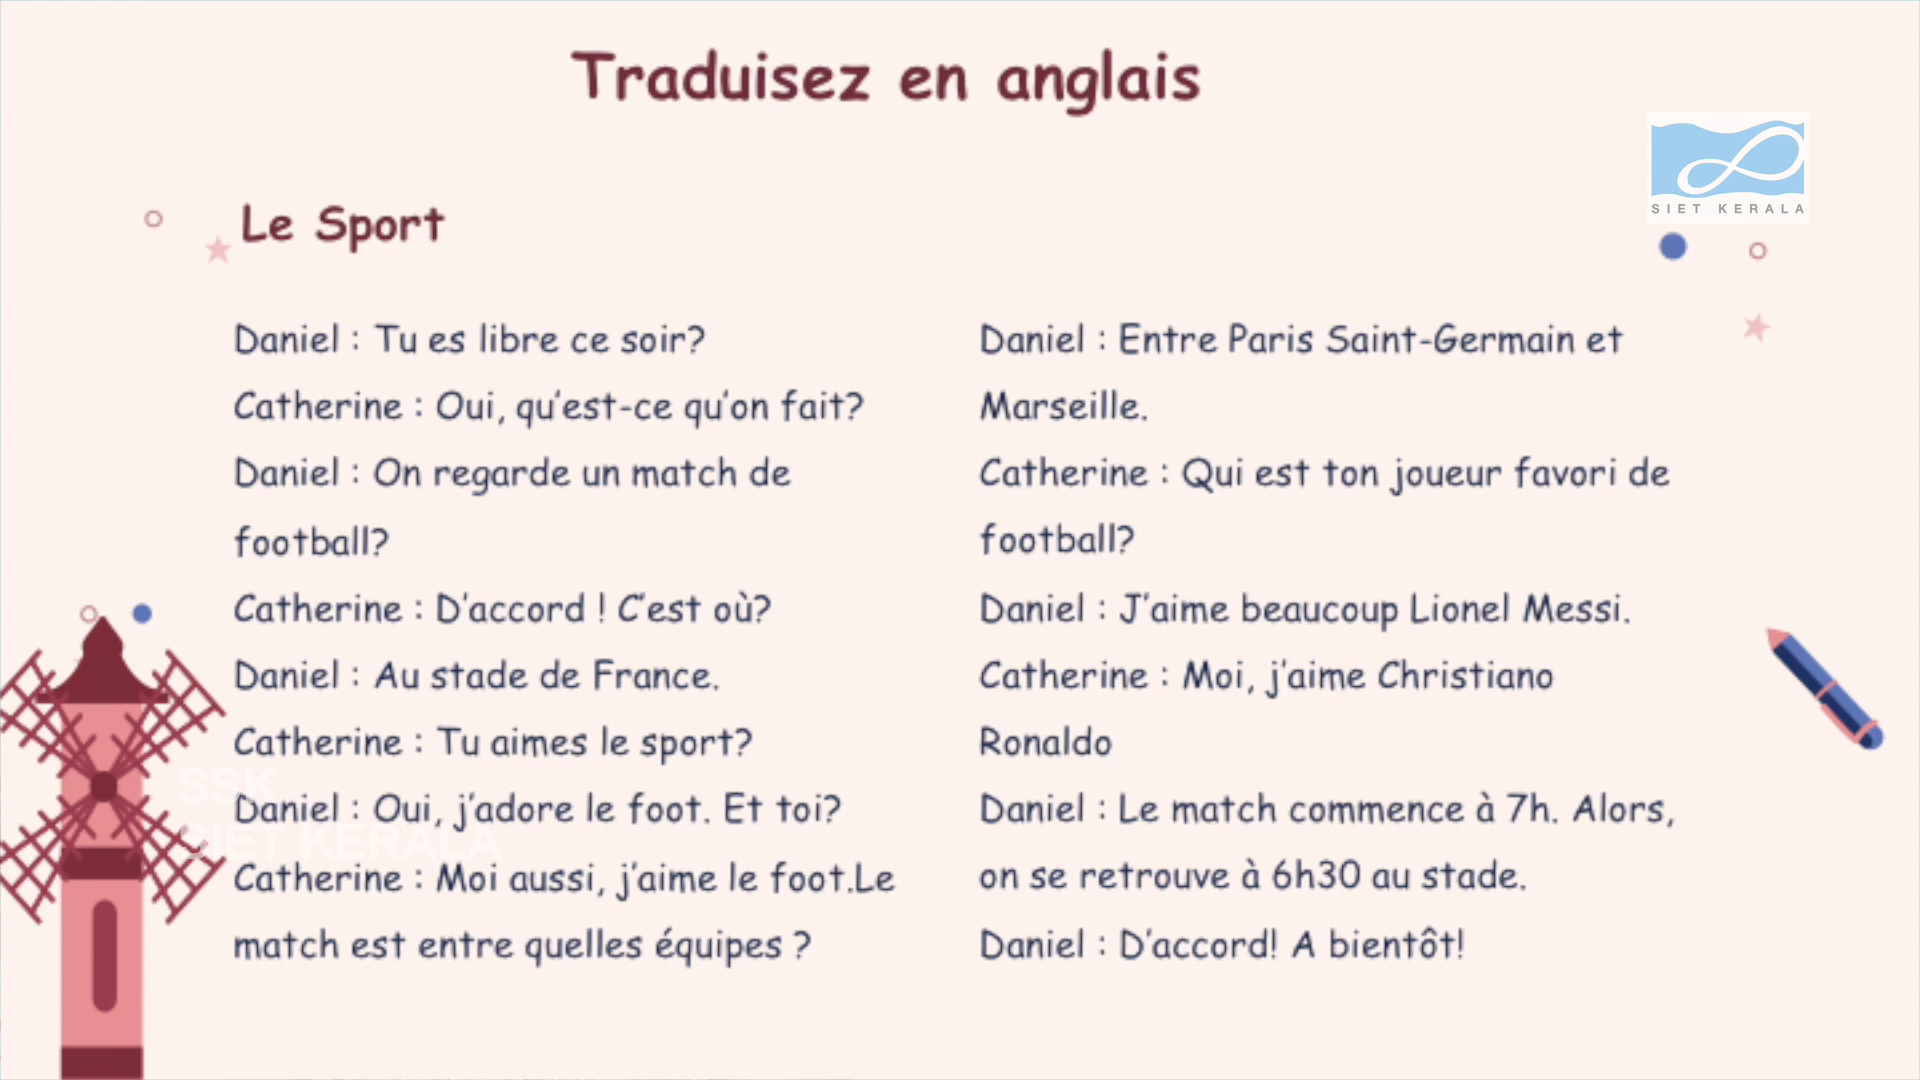 Traduisez en anglais
SIET KERALA
Le Sport
Daniel : Tu es libre ce soir?
Catherine : Oui, qu'est-ce qu'on fait?
Daniel : On regarde un match de
football?
Catherine : D'accord ! C'est où?
Daniel : Au stade de France.
Catherine : Tu aimes le sport?
Daniel : Oui, j'adore le foot. Et toi?
Catherine : Moi aussi, j'aime le foot.Le
match est entre quelles équipes ?
Daniel : Entre Paris Saint-Germain et
Marseille.
Catherine : Qui est ton joueur favori de
football?
Daniel : J'aime beaucoup Lionel Messi.
Catherine : Moi, j'aime Christiano
Ronaldo
Daniel : Le match commence à 7h. Alors,
on se retrouve à 6h30 au stade.
Daniel : D'accord! A bientôt!
SSK
SIET KERALA